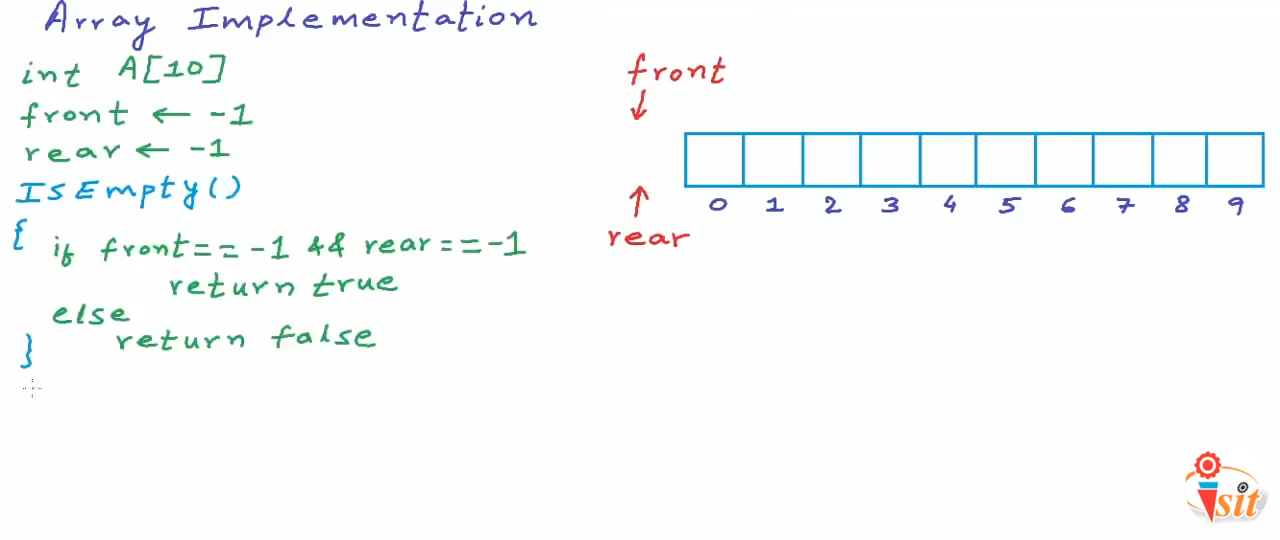 Array Implementation
int A[10]
front ← -1
rear ← -1
ISEmpty()
{
if front== -1 && rear== -1
return true
else
return false
}
front
↓
↑
0 1 2 3 4 5 6 7 8 9
rear
sit